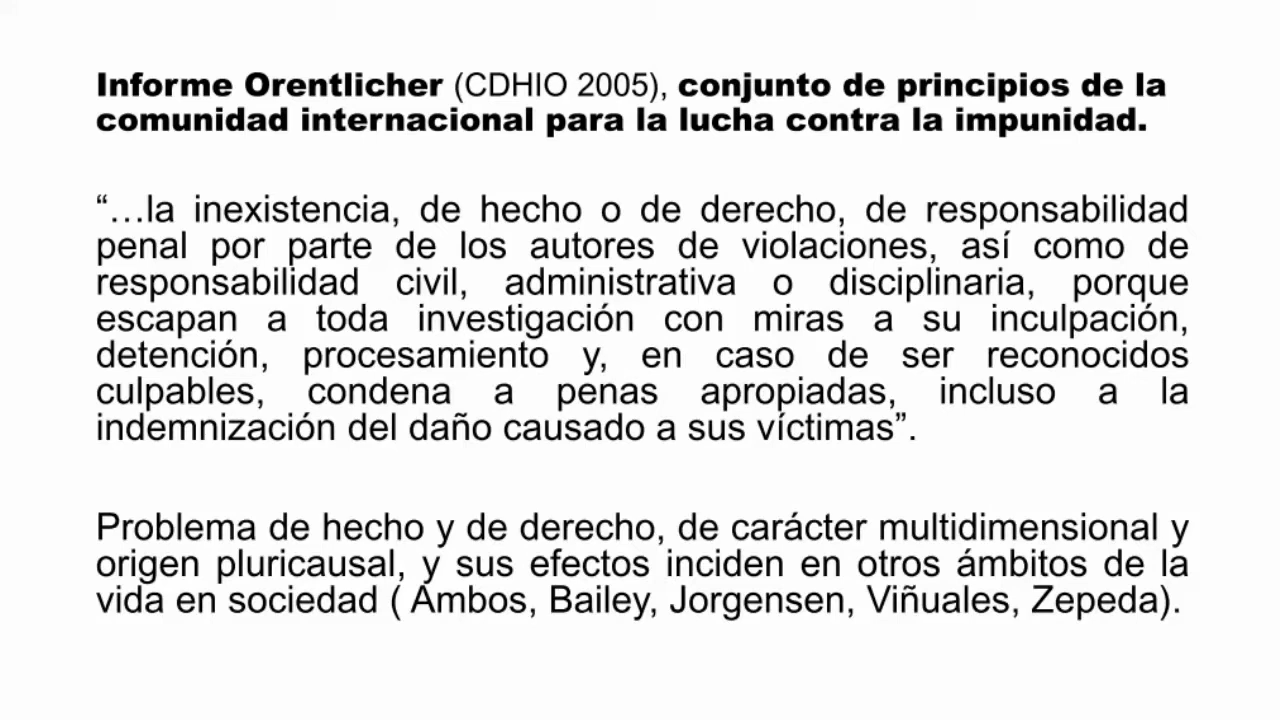 Informe Orentlicher (CDHIO 2005), conjunto de principios de la
comunidad internacional para la lucha contra la impunidad.
“…la inexistencia, de hecho o de derecho, de responsabilidad
penal por parte de los autores de violaciones, así como de
responsabilidad civil, administrativa o disciplinaria, porque
escapan a toda investigación con miras a su inculpación,
detención, procesamiento y, en caso de ser reconocidos
culpables, condena a penas apropiadas, incluso a la
indemnización del daño causado a sus víctimas”.
Problema de hecho y de derecho, de carácter multidimensional y
origen pluricausal, y sus efectos inciden en otros ámbitos de la
vida en sociedad ( Ambos, Bailey, Jorgensen, Viñuales, Zepeda).